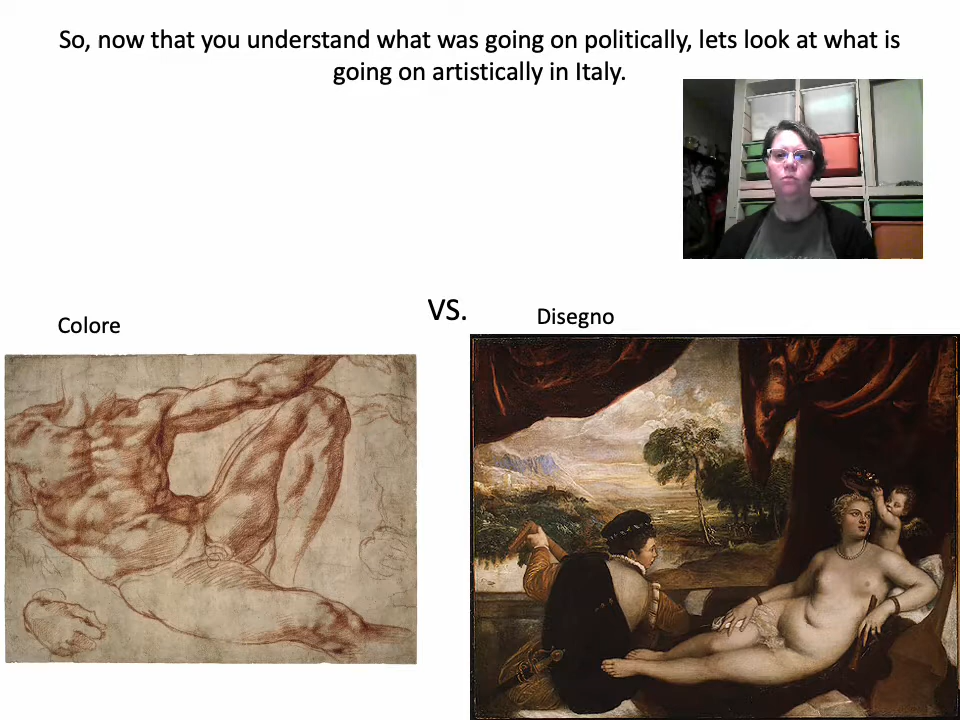 So, now that you understand what was going on politically, lets look at what is
going on artistically in Italy.
VS.
Colore
Disegno